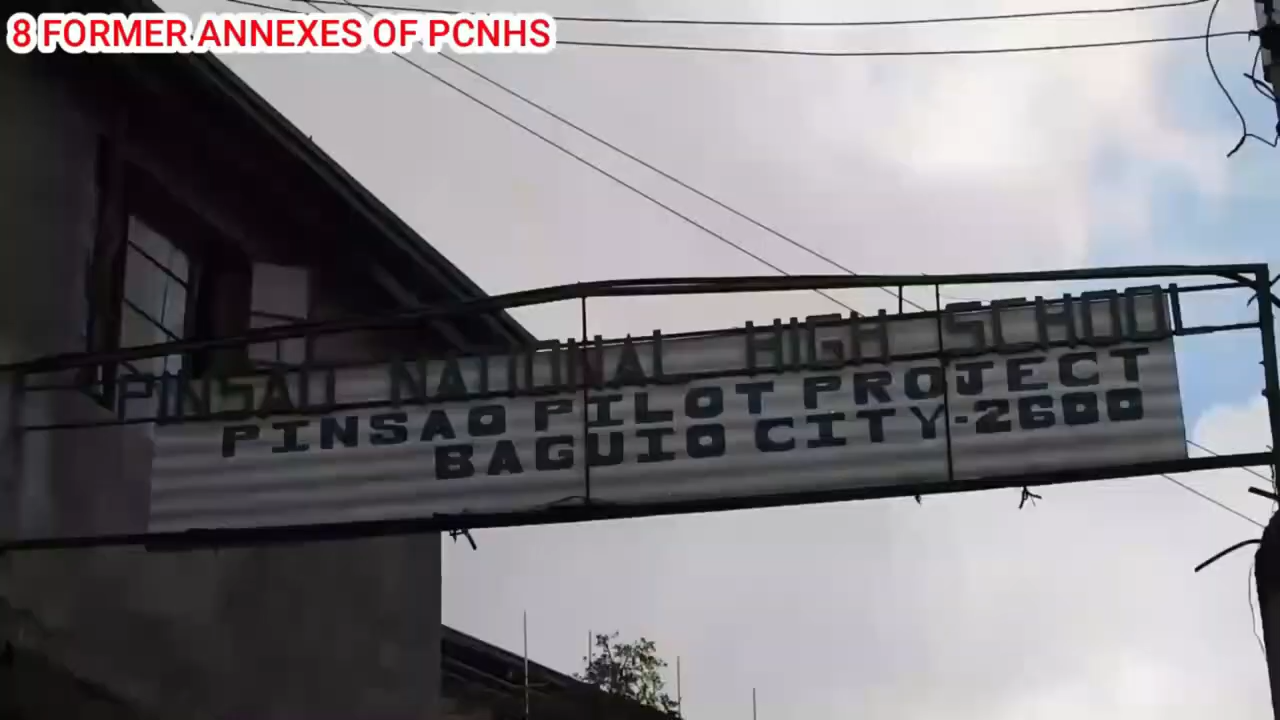 8 FORMER ANNEXES OF PCNHS
PINSAO NATIONAL HIGH SCHOOL
PINSAO PILOT PROJECT
BAGUIO CITY-2600